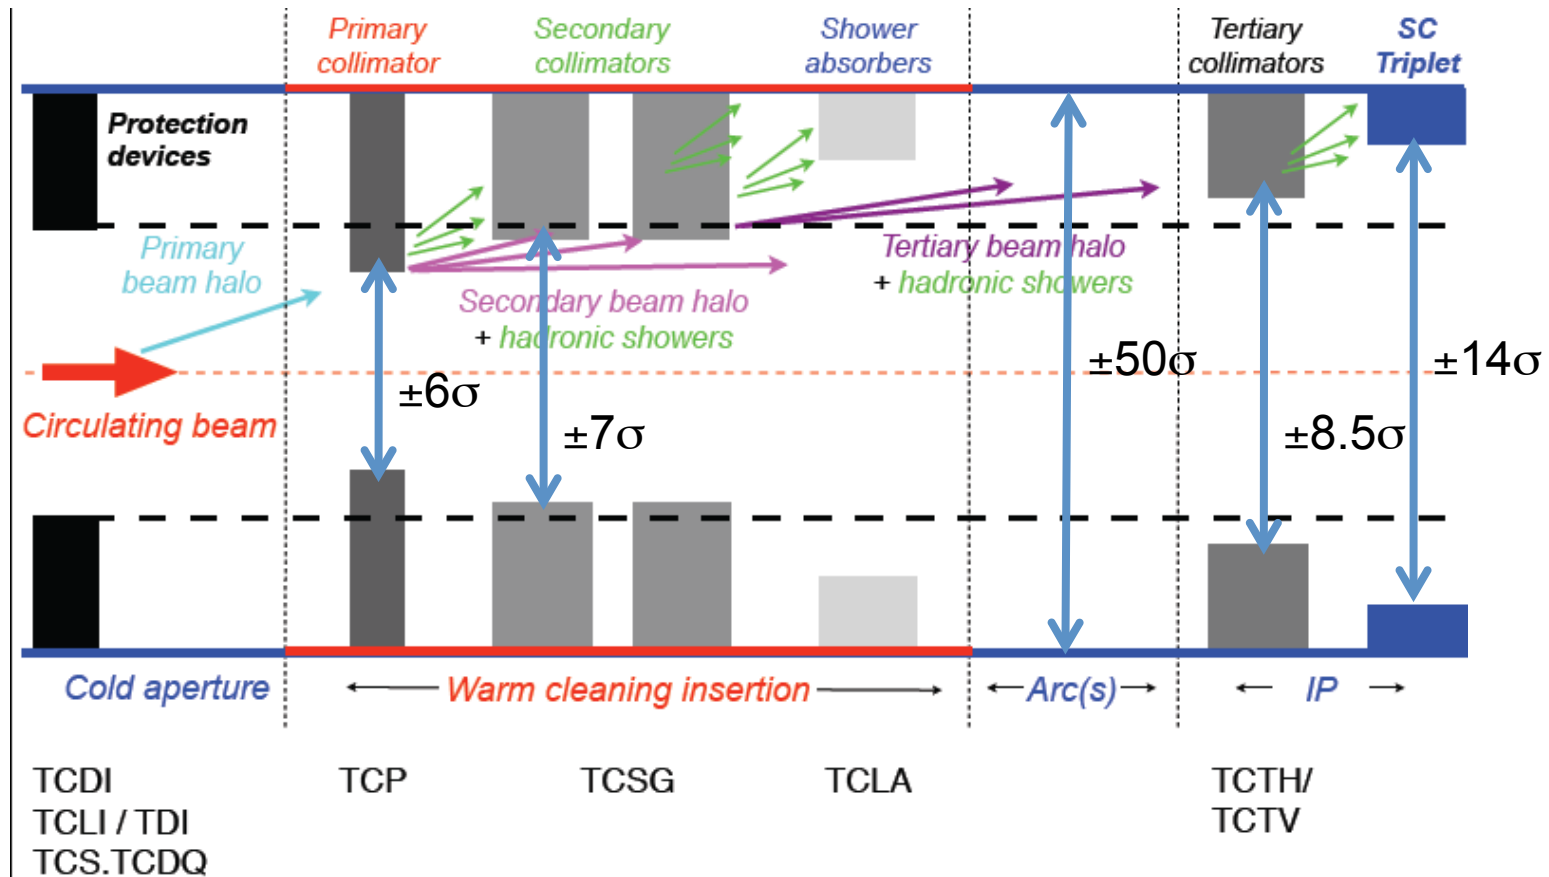 Primary
collimator
Secondary
collimators
Shower
absorbers
Tertiary
collimators
SC
Triplet
Protection
devices
Primary
beam halo
Tertiary beam halo
+ hadronic showers
Secondary beam halo
+ hadronic showers
Circulating beam
±6σ
±7σ
±50σ
±8.5σ
±14σ
Cold aperture
Warm cleaning insertion
Arc(s)
IP
TCDI
TCLI / TDI
TCS.TCDQ
TCP
TCSG
TCLA
TCTH/
TCTV